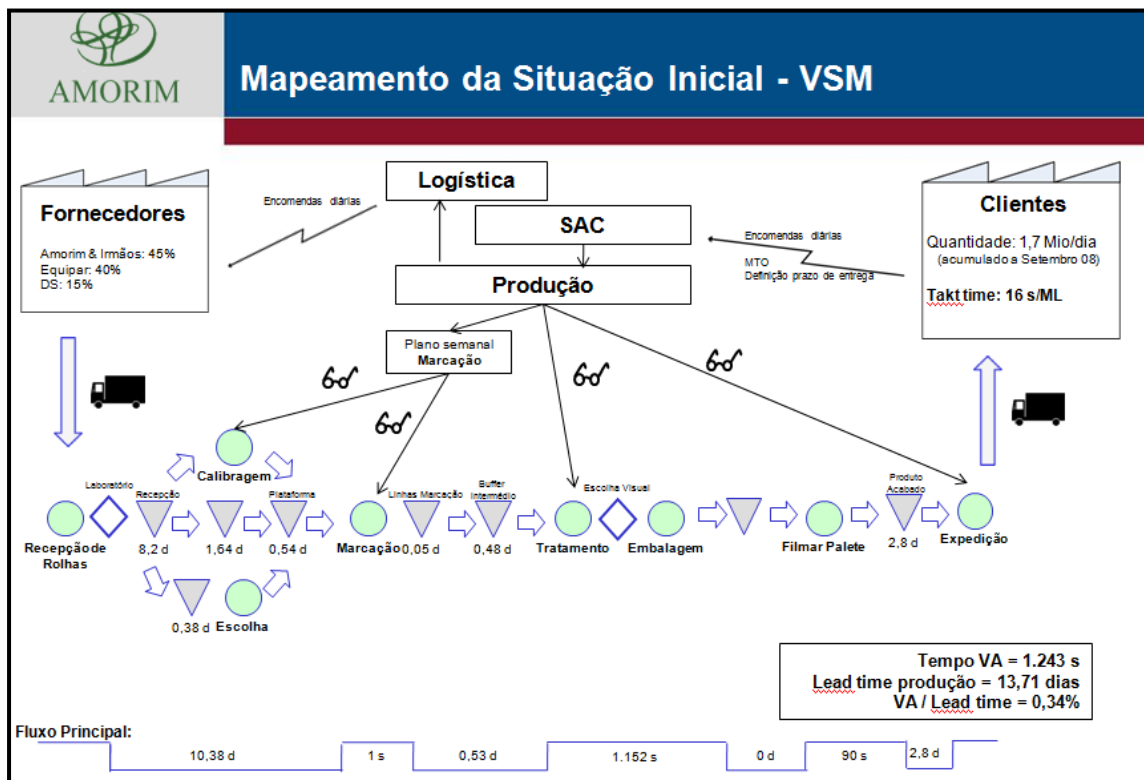 AMORIM
Mapeamento da Situação Inicial - VSM
Fornecedores
Amorim & Irmãos: 45%
Equipar: 40%
DS: 15%
Encomendas diárias
Logística
SAC
Produção
Plano semanal
Marcação
Encomendas diárias
MTO
Definição prazo de entrega
Clientes
Quantidade: 1,7 Mio/dia
(acumulado a Setembro 08)
Takt time: 16 s/ML
Calibragem
Laboratório
Recepção
Plataforma
Linhas Marcação
Buffer
Intermédio
Escolha Visual
Produto
Acabado
Recepção de
Rolhas
8,2 d
1,64 d
0,54 d
Marcação
0,05 d
0,48 d
Tratamento
Embalagem
Filmar Palete
2,8 d
Expedição
0,38 d
Escolha
Tempo VA = 1.243 s
Lead time produção = 13,71 dias
VA / Lead time = 0,34%
Fluxo Principal:
10,38 d
1 s
0,53 d
1.152 s
0 d
90 s
2,8 d